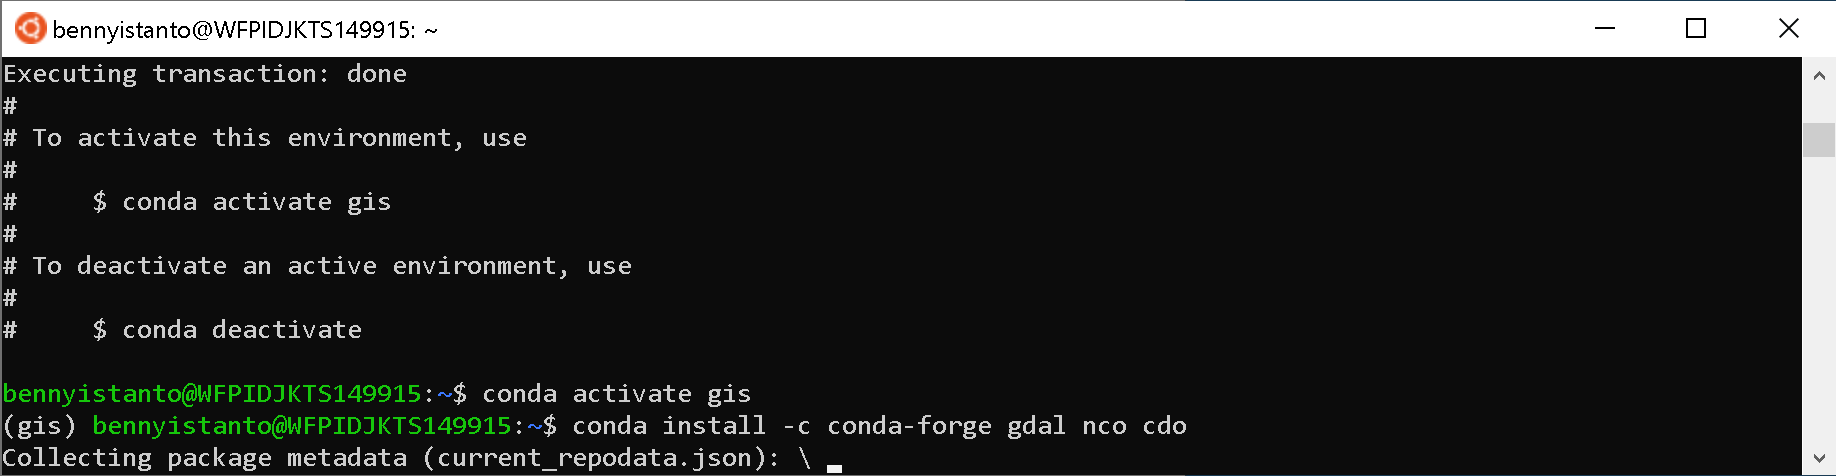 bennyistanto@WFPIDJKTS149915: ~
Executing transaction: done
#
# To activate this environment, use
#
#     $ conda activate gis
#
# To deactivate an active environment, use
#
#     $ conda deactivate
bennyistanto@WFPIDJKTS149915:~$ conda activate gis
(gis) bennyistanto@WFPIDJKTS149915:~$ conda install -c conda-forge gdal nco cdo
Collecting package metadata (current_repodata.json): \